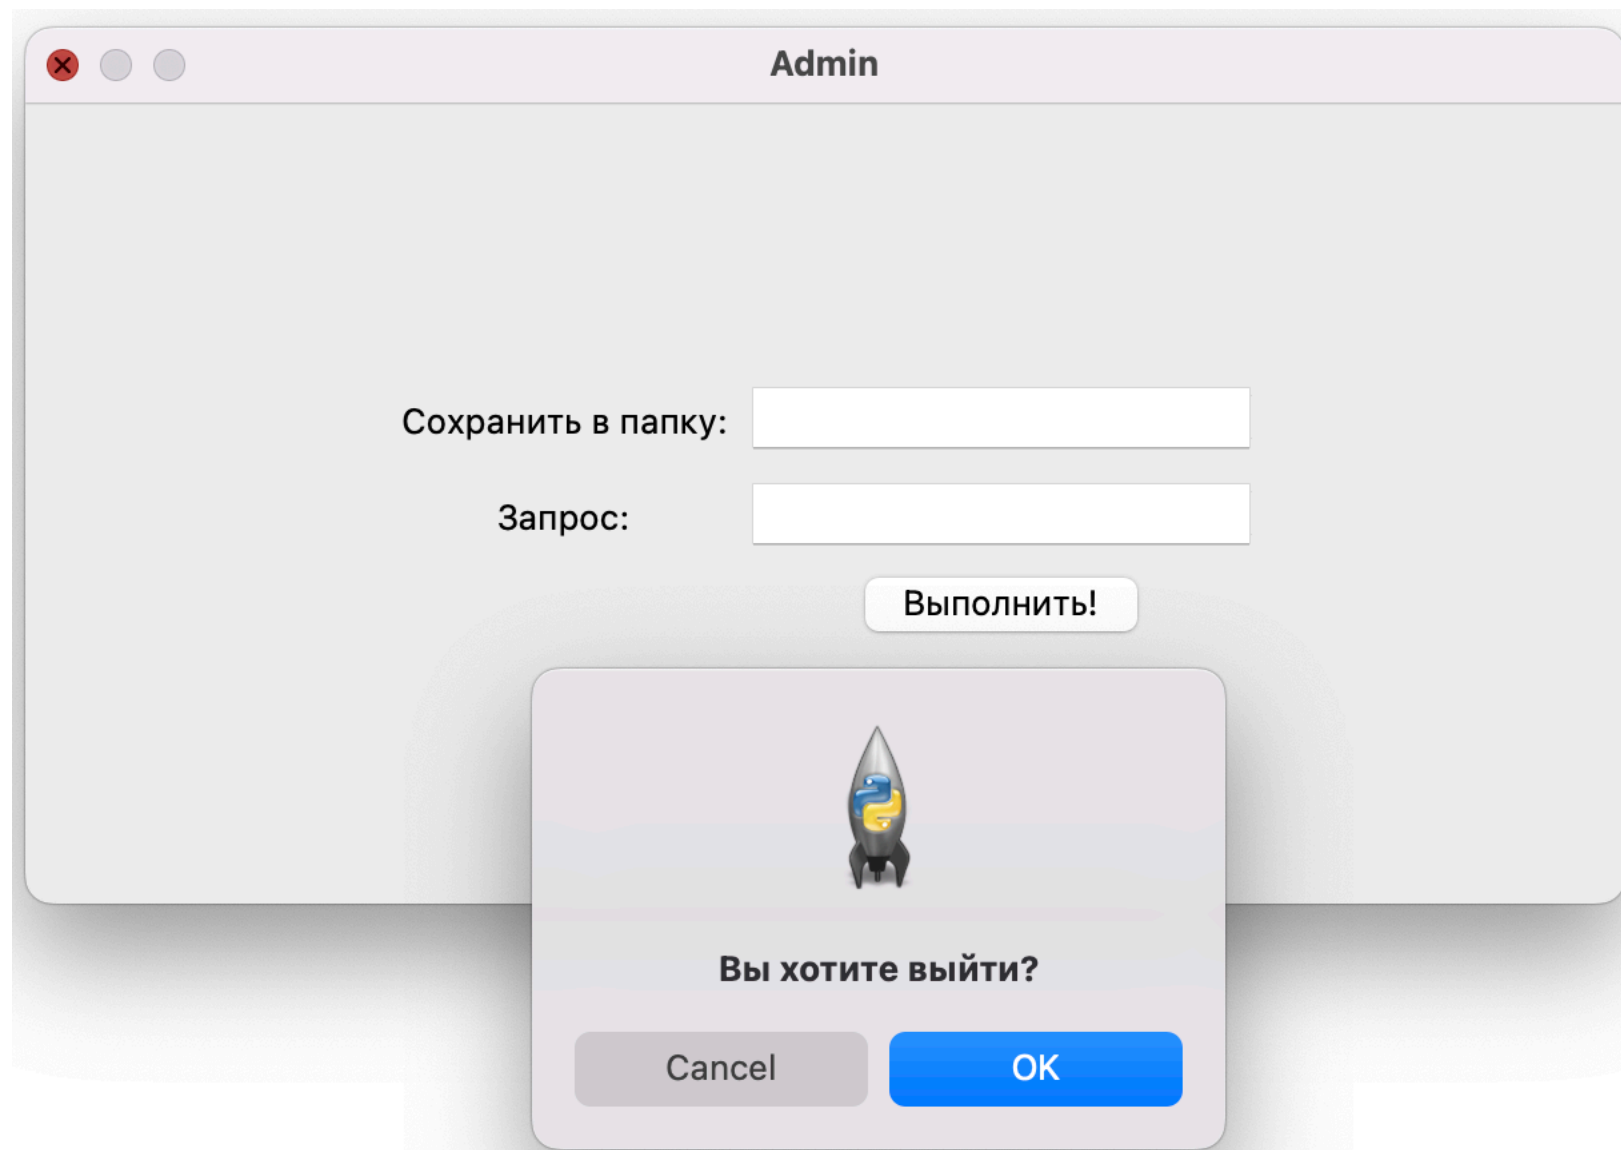 Admin
Сохранить в папку:
Запрос:
Выполнить!
Вы хотите выйти?
Cancel OK